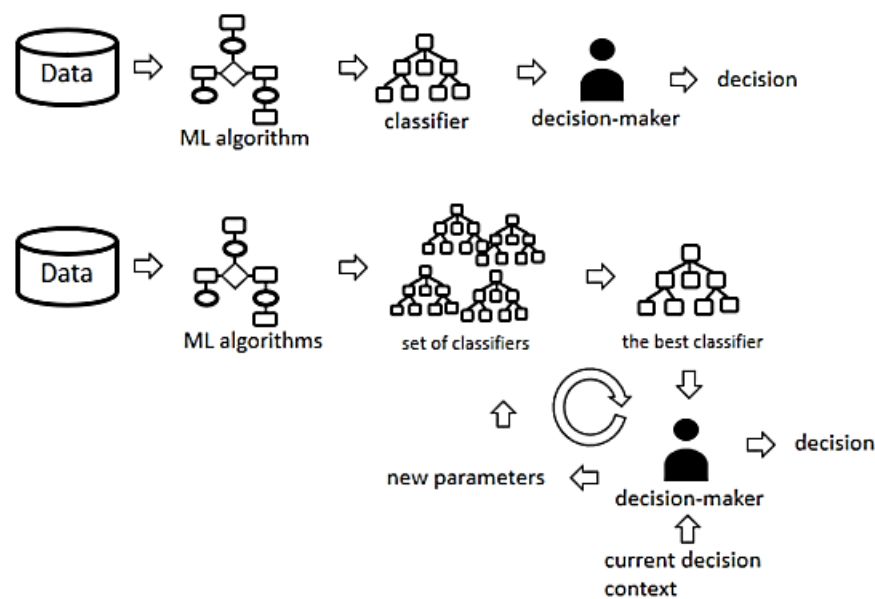 Data
ML algorithm
classifier
decision-maker
decision
Data
ML algorithms
set of classifiers
the best classifier
decision
new parameters
decision-maker
current decision
context